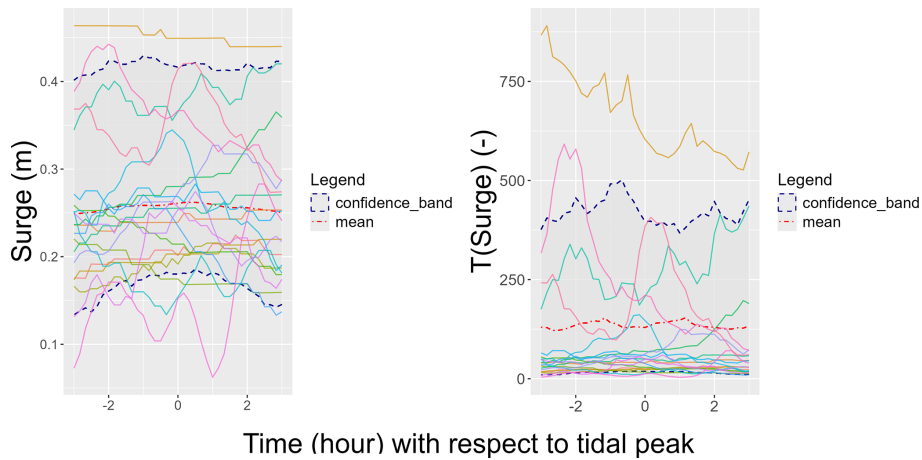 Surge (m)
0.4
0.3
0.2
0.1
-2
0
2
Legend
confidence_band
mean
T(Surge) (-)
750
500
250
0
-2
0
2
Legend
confidence_band
mean
Time (hour) with respect to tidal peak